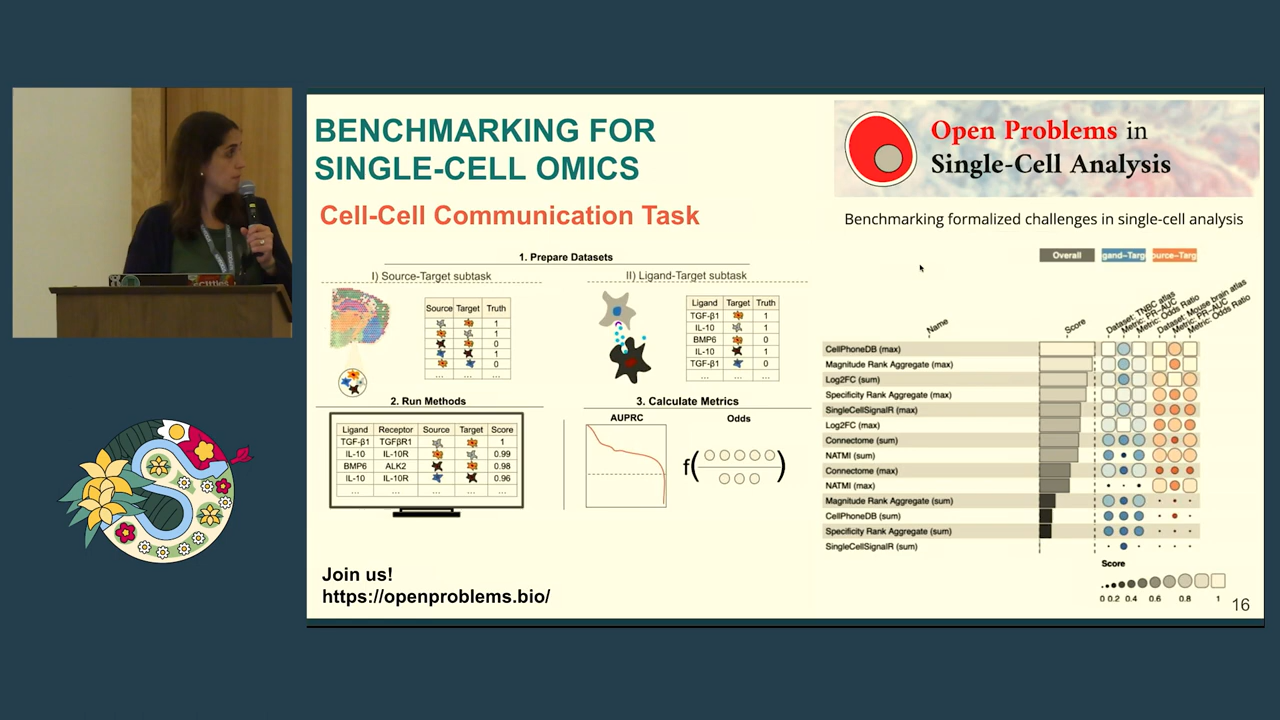 BENCHMARKING FOR
SINGLE-CELL OMICS
Cell-Cell Communication Task
Open Problems in
Single-Cell Analysis
Benchmarking formalized challenges in single-cell analysis
1. Prepare Datasets
I) Source-Target subtask
Source Target Truth
1
1
0
1
0
... ... ...
II) Ligand-Target subtask
Ligand Target Truth
TGF-β1 1
IL-10 1
BMP6 0
IL-10 1
TGF-β1 0
... ... ...
2. Run Methods
Ligand Receptor Source Target Score
TGF-β1 TGFβR1 1
IL-10 IL-10R 0.99
BMP6 ALK2 0.98
IL-10 IL-10R 0.96
... ... ... ... ...
3. Calculate Metrics
AUPRC
Odds
f( )
Join us!
https://openproblems.bio/
Overall
gand-Targ
ource-Targ
Name
Score
Dataset: TNBC atlas
Metric: PR-AUC
Metric: Odds Ratio
Dataset: Mouse brain atlas
Metric: PR-AUC
Metric: Odds Ratio
CellPhoneDB (max)
Magnitude Rank Aggregate (max)
Log2FC (sum)
Specificity Rank Aggregate (max)
SingleCellSignalR (max)
Log2FC (max)
Connectome (sum)
NATMI (sum)
Connectome (max)
NATMI (max)
Magnitude Rank Aggregate (sum)
CellPhoneDB (sum)
Specificity Rank Aggregate (sum)
SingleCellSignalR (sum)
Score
0 0.2 0.4 0.6 0.8 1
16